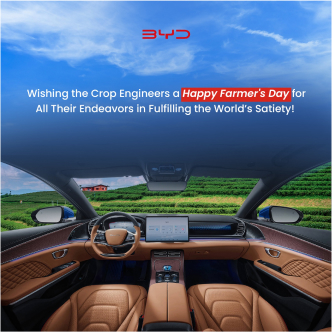 BYD
Wishing the Crop Engineers a Happy Farmer's Day for
All Their Endeavors in Fulfilling the World's Satiety!